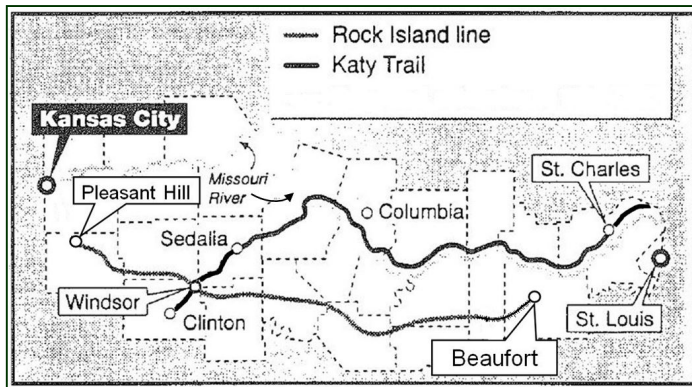 Rock Island line
Katy Trail
Kansas City
Missouri
River
Pleasant Hill
St. Charles
Columbia
Sedalia
Windsor
Clinton
St. Louis
Beaufort